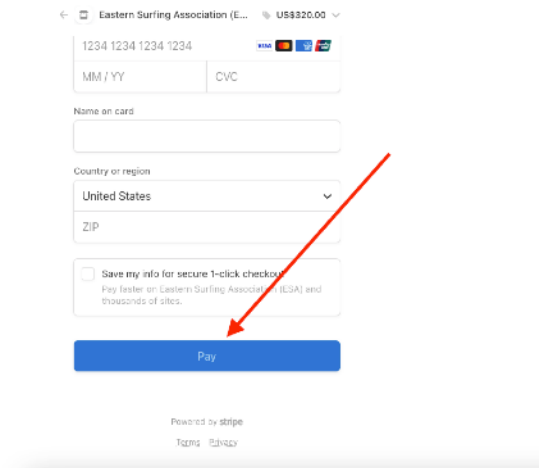 Eastern Surfing Association (E... US$320.00
1234 1234 1234 1234 VISA
MM / YY CVC
Name on card
Country or region
United States
ZIP
Save my info for secure 1-click checkout
Pay faster on Eastern Surfing Association (ESA) and
thousands of sites.
Pay
Powered by stripe
Terms Privacy